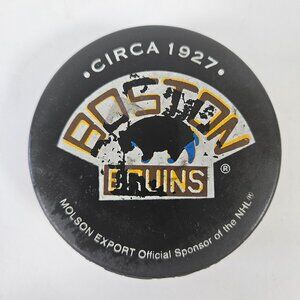 • CIRCA 1927 •
BOSTON
BRUINS ®
MOLSON EXPORT Official Sponsor of the NHL®